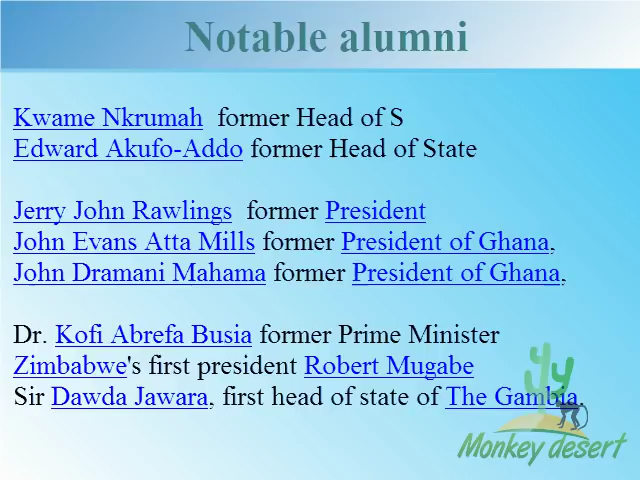 Notable alumni
Kwame Nkrumah former Head of S
Edward Akufo-Addo former Head of State
Jerry John Rawlings former President
John Evans Atta Mills former President of Ghana,
John Dramani Mahama former President of Ghana,
Dr. Kofi Abrefa Busia former Prime Minister
Zimbabwe's first president Robert Mugabe
Sir Dawda Jawara, first head of state of The Gambia.
Monkey desert